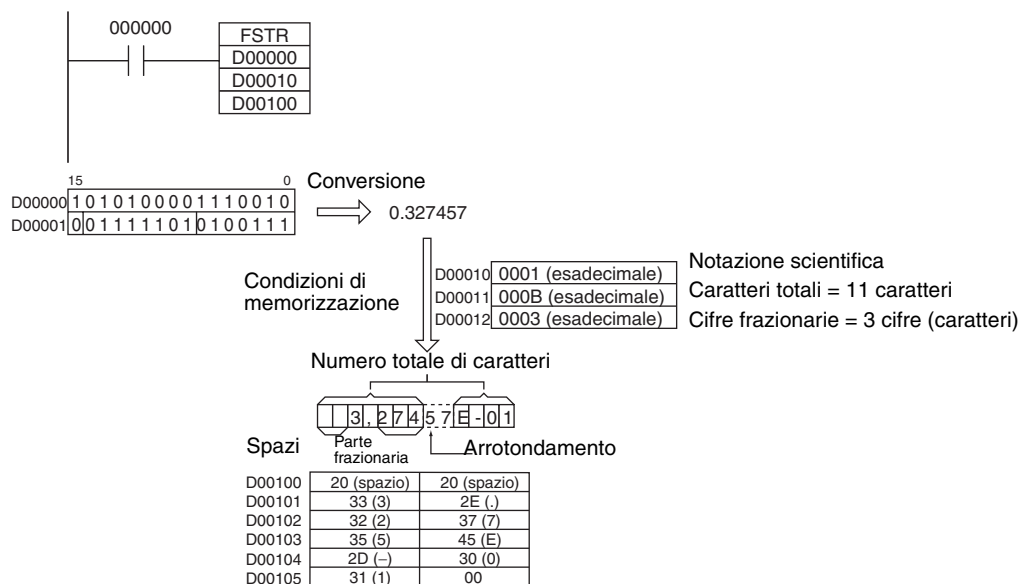 000000
FSTR
D00000
D00010
D00100
15 0
Conversione
D00000 1 0 1 0 1 0 0 0 0 1 1 1 0 0 1 0
D00001 0 0 1 1 1 1 1 0 1 0 1 0 0 1 1 1
0.327457
Condizioni di
memorizzazione
D00010 0001 (esadecimale) Notazione scientifica
D00011 000B (esadecimale) Caratteri totali = 11 caratteri
D00012 0003 (esadecimale) Cifre frazionarie = 3 cifre (caratteri)
Numero totale di caratteri
3 , 2 7 4 5 7 E - 0 1
Spazi
Parte
frazionaria
Arrotondamento
D00100 20 (spazio) 20 (spazio)
D00101 33 (3) 2E (.)
D00102 32 (2) 37 (7)
D00103 35 (5) 45 (E)
D00104 2D (–) 30 (0)
D00105 31 (1) 00